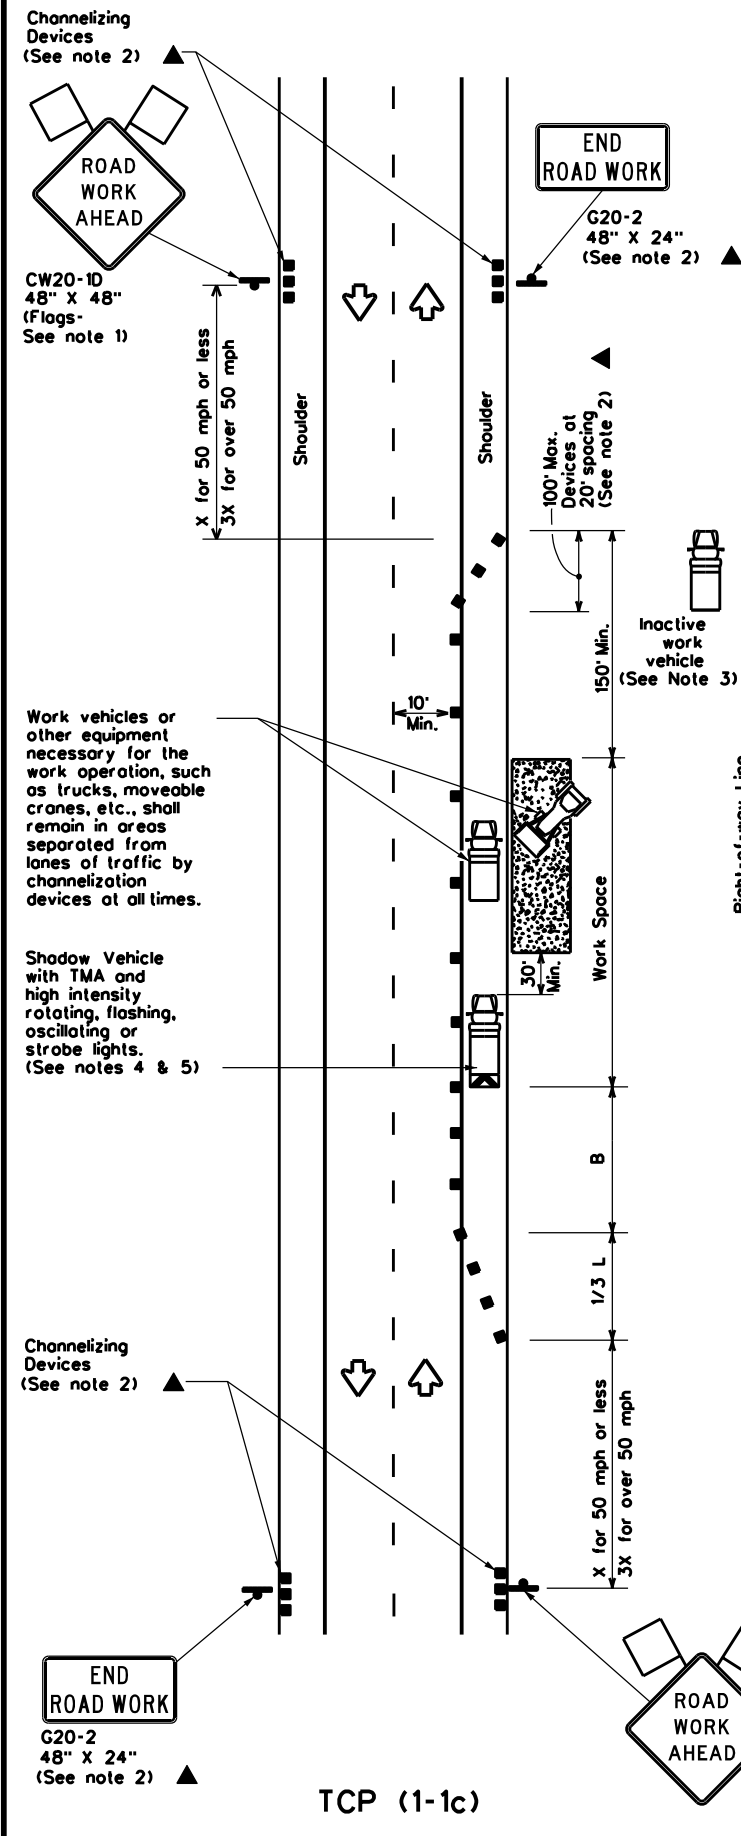 Channelizing
Devices
(See note 2)
ROAD
WORK
AHEAD
CW20-1D
48" X 48"
(Flags-
See note 1)
END
ROAD WORK
G20-2
48" X 24"
(See note 2)
X for 50 mph or less
3X for over 50 mph
Shoulder
Shoulder
100' Max.
Devices at
20' spacing
(See note 2)
150' Min.
Inactive
work
vehicle
(See Note 3)
10'
Min.
Work vehicles or
other equipment
necessary for the
work operation, such
as trucks, moveable
cranes, etc., shall
remain in areas
separated from
lanes of traffic by
channelization
devices at all times.
Right-of-way Line
Work Space
30'
Min.
Shadow Vehicle
with TMA and
high intensity
rotating, flashing,
oscillating or
strobe lights.
(See notes 4 & 5)
B
1/3 L
Channelizing
Devices
(See note 2)
X for 50 mph or less
3X for over 50 mph
END
ROAD WORK
G20-2
48" X 24"
(See note 2)
ROAD
WORK
AHEAD
TCP (1-1c)